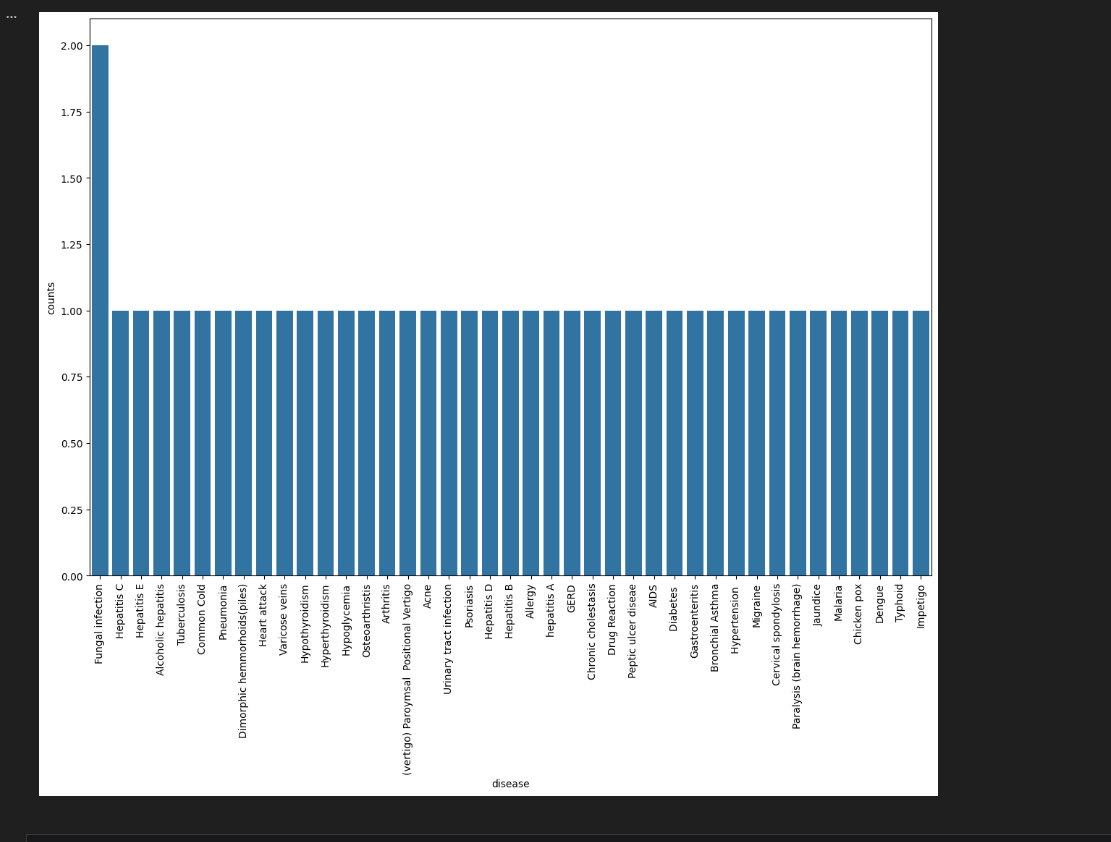 ...
2.00
1.75
1.50
1.25
1.00
0.75
0.50
0.25
0.00
counts
Fungal infection
Hepatitis C
Hepatitis E
Alcoholic hepatitis
Tuberculosis
Common Cold
Pneumonia
Dimorphic hemmorhoids(piles)
Heart attack
Varicose veins
Hypothyroidism
Hyperthyroidism
Hypoglycemia
Osteoarthristis
Arthritis
(vertigo) Paroymsal  Positional Vertigo
Acne
Urinary tract infection
Psoriasis
Hepatitis D
Hepatitis B
Allergy
hepatitis A
GERD
Chronic cholestasis
Drug Reaction
Peptic ulcer diseae
AIDS
Diabetes
Gastroenteritis
Bronchial Asthma
Hypertension
Migraine
Cervical spondylosis
Paralysis (brain hemorrhage)
Jaundice
Malaria
Chicken pox
Dengue
Typhoid
Impetigo
disease